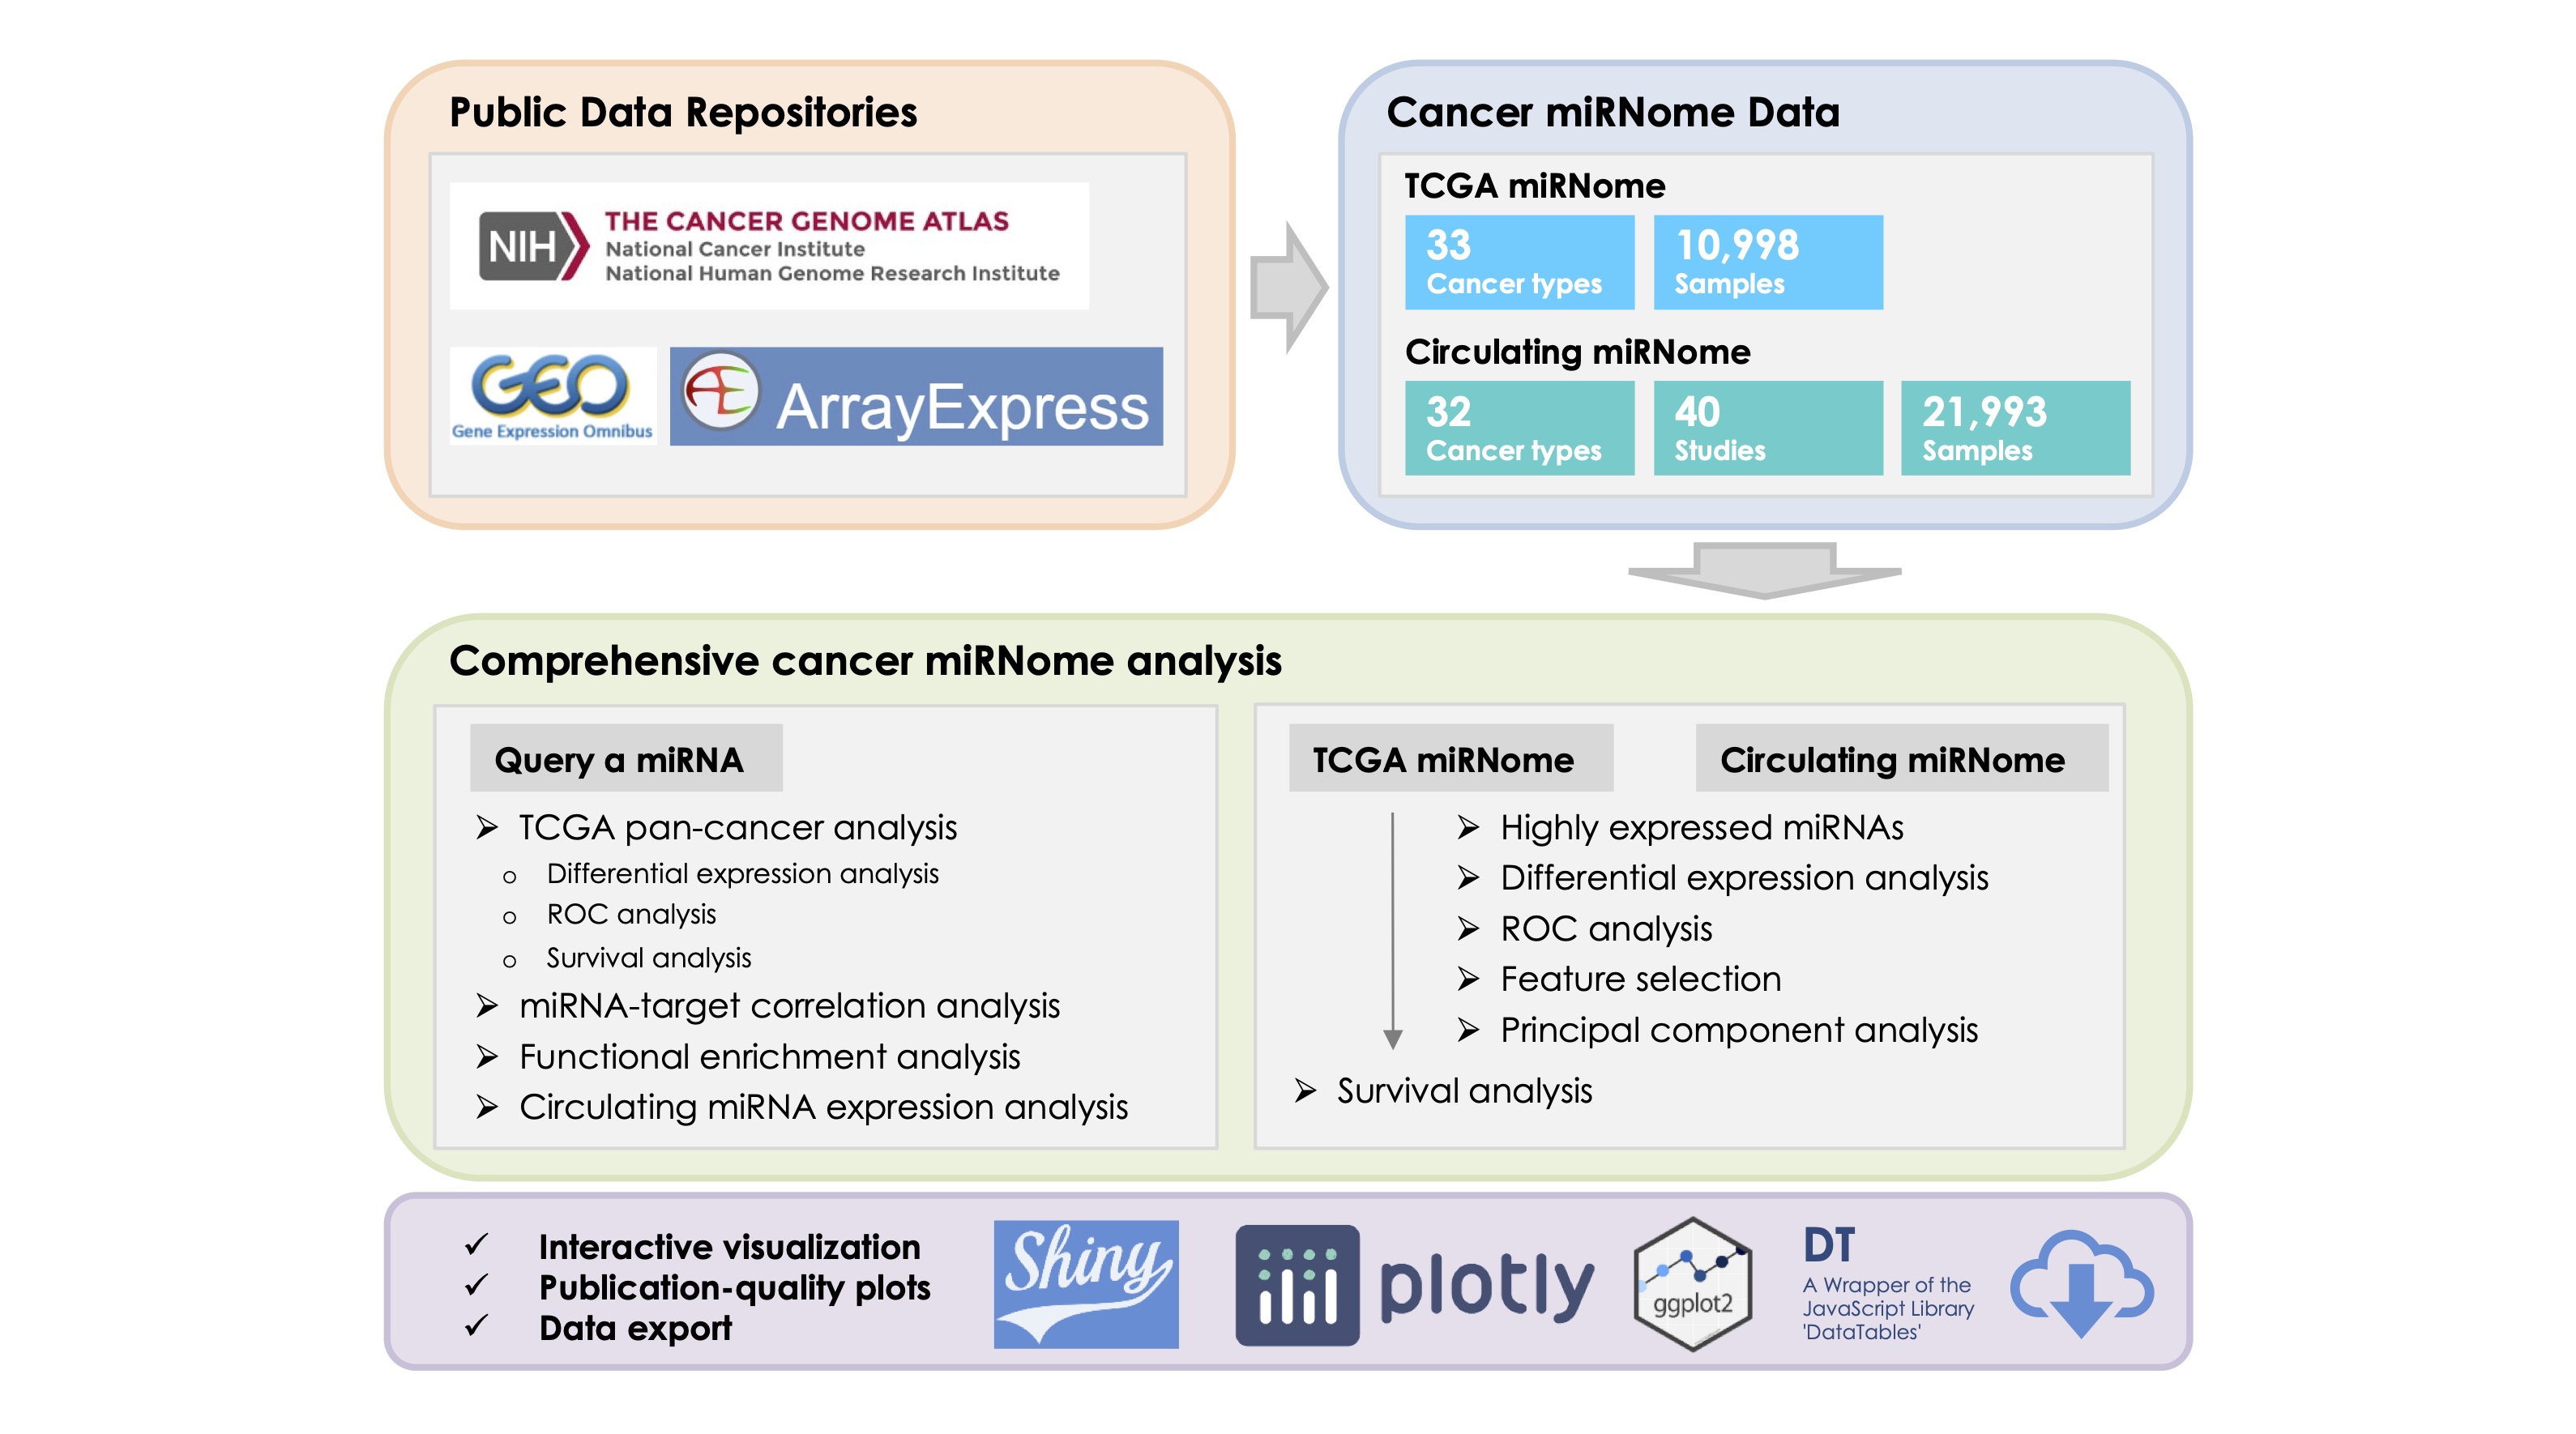 Public Data Repositories
NIH
THE CANCER GENOME ATLAS
National Cancer Institute
National Human Genome Research Institute
GEO
Gene Expression Omnibus
AE
ArrayExpress
Cancer miRNome Data
TCGA miRNome
33
Cancer types
10,998
Samples
Circulating miRNome
32
Cancer types
40
Studies
21,993
Samples
Comprehensive cancer miRNome analysis
Query a miRNA
TCGA pan-cancer analysis
Differential expression analysis
ROC analysis
Survival analysis
miRNA-target correlation analysis
Functional enrichment analysis
Circulating miRNA expression analysis
TCGA miRNome
Circulating miRNome
Highly expressed miRNAs
Differential expression analysis
ROC analysis
Feature selection
Principal component analysis
Survival analysis
Interactive visualization
Publication-quality plots
Data export
Shiny
plotly
ggplot2
DT
A Wrapper of the
JavaScript Library
'DataTables'